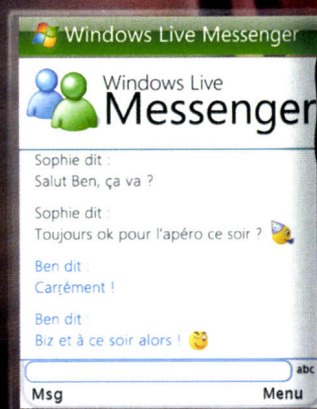 Windows Live Messenger
Windows Live
Messenger
Sophie dit :
Salut Ben, ça va ?
Sophie dit :
Toujours ok pour l'apéro ce soir ?
Ben dit :
Carrément !
Ben dit :
Biz et à ce soir alors !
abc
Msg
Menu